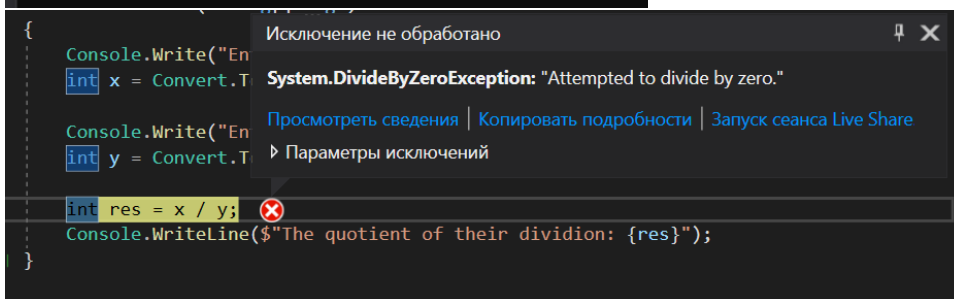 {
Исключение не обработано
Console.Write("En
int x = Convert.T
System.DivideByZeroException: "Attempted to divide by zero."
Просмотреть сведения | Копировать подробности | Запуск сеанса Live Share
Console.Write("En
int y = Convert.T
Параметры исключений
int res = x / y;
Console.WriteLine($"The quotient of their dividion: {res}");
}